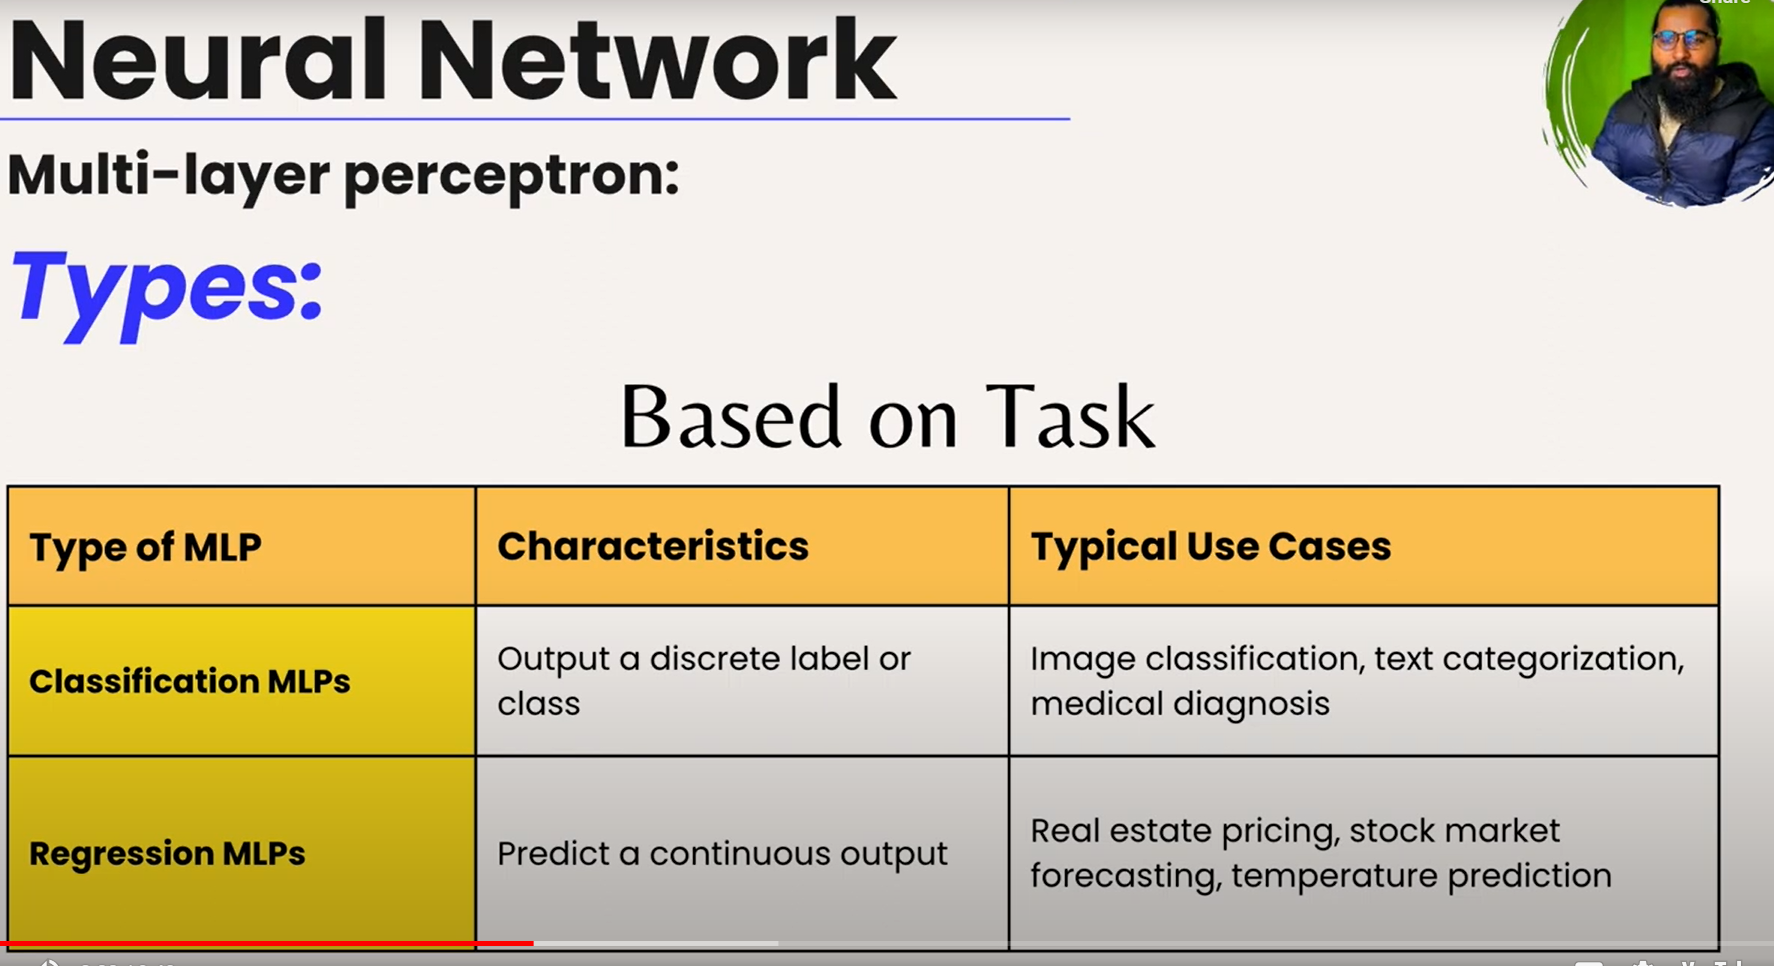 Share
Neural Network
Multi-layer perceptron:
Types:
Based on Task
Type of MLP
Characteristics
Typical Use Cases
Classification MLPs
Output a discrete label or
class
Image classification, text categorization,
medical diagnosis
Regression MLPs
Predict a continuous output
Real estate pricing, stock market
forecasting, temperature prediction